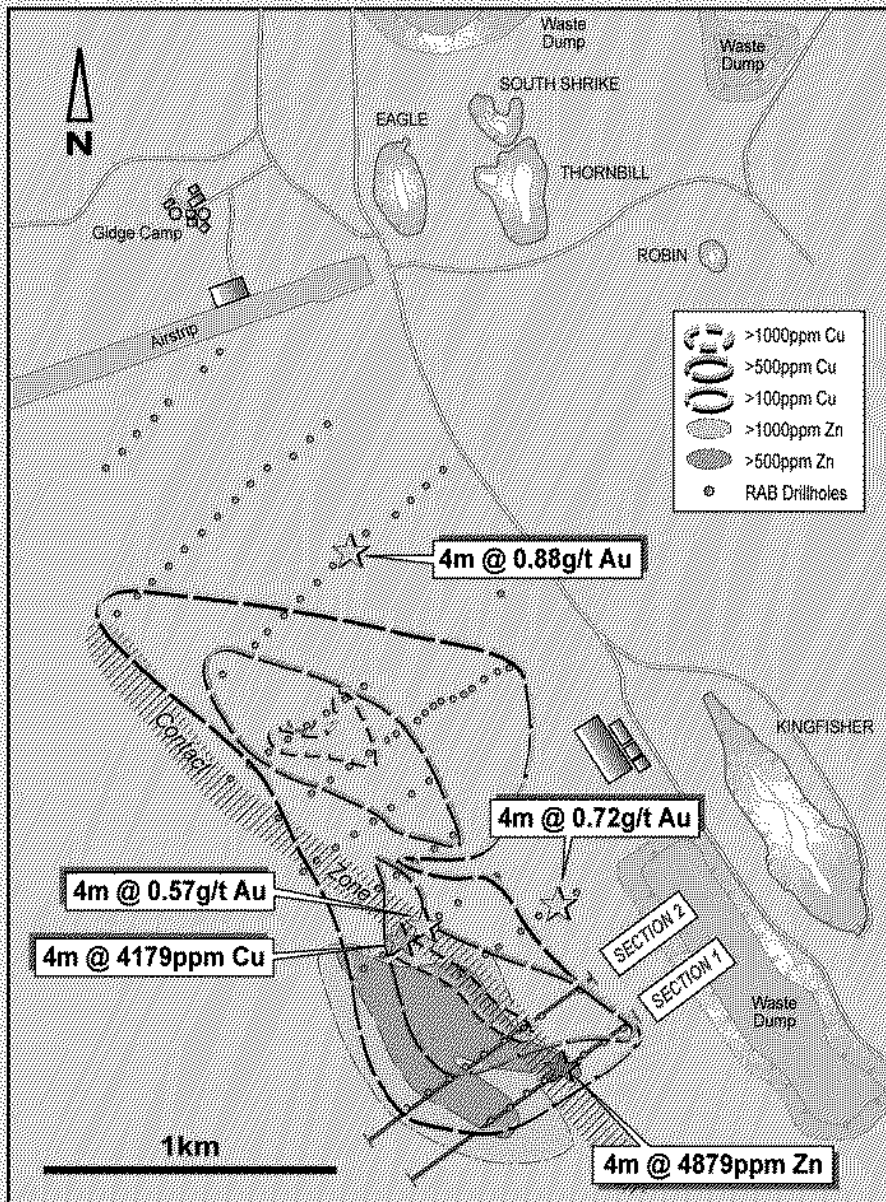 Waste
Dump
Waste
Dump
SOUTH SHRIKE
EAGLE
N
THORNBILL
Gidge Camp
ROBIN
Airstrip
>1000ppm Cu
>500ppm Cu
>100ppm Cu
>1000ppm Zn
>500ppm Zn
RAB Drillholes
4m @ 0.88g/t Au
Contact
KINGFISHER
4m @ 0.72g/t Au
Zone
4m @ 0.57g/t Au
4m @ 4179ppm Cu
SECTION 2
SECTION 1
Waste
Dump
1km
4m @ 4879ppm Zn